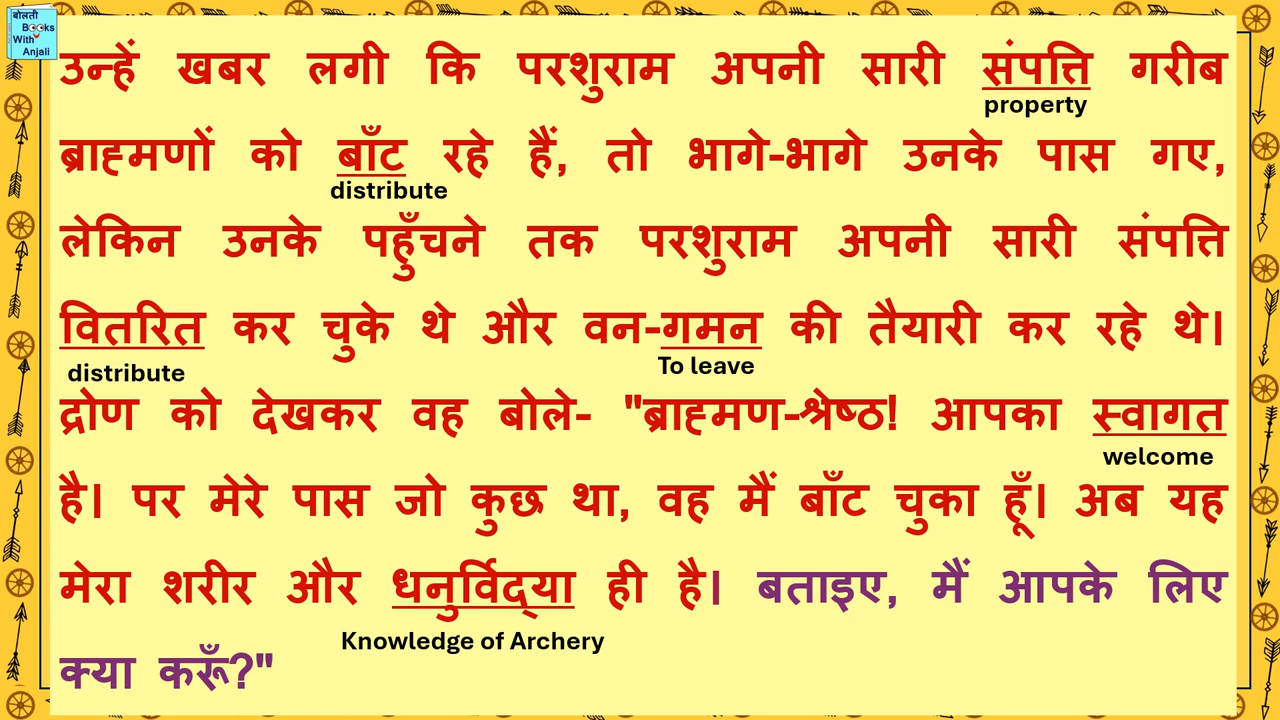 बोलती
Books
With
Anjali
उन्हें खबर लगी कि परशुराम अपनी सारी संपत्ति गरीब
property
ब्राह्मणों को बाँट रहे हैं, तो भागे-भागे उनके पास गए,
distribute
लेकिन उनके पहुँचने तक परशुराम अपनी सारी संपत्ति
वितरित कर चुके थे और वन-गमन की तैयारी कर रहे थे।
distribute To leave
द्रोण को देखकर वह बोले- "ब्राह्मण-श्रेष्ठ! आपका स्वागत
welcome
है। पर मेरे पास जो कुछ था, वह मैं बाँट चुका हूँ। अब यह
मेरा शरीर और धनुर्विद्‌या ही है। बताइए, मैं आपके लिए
Knowledge of Archery
क्या करूँ?"